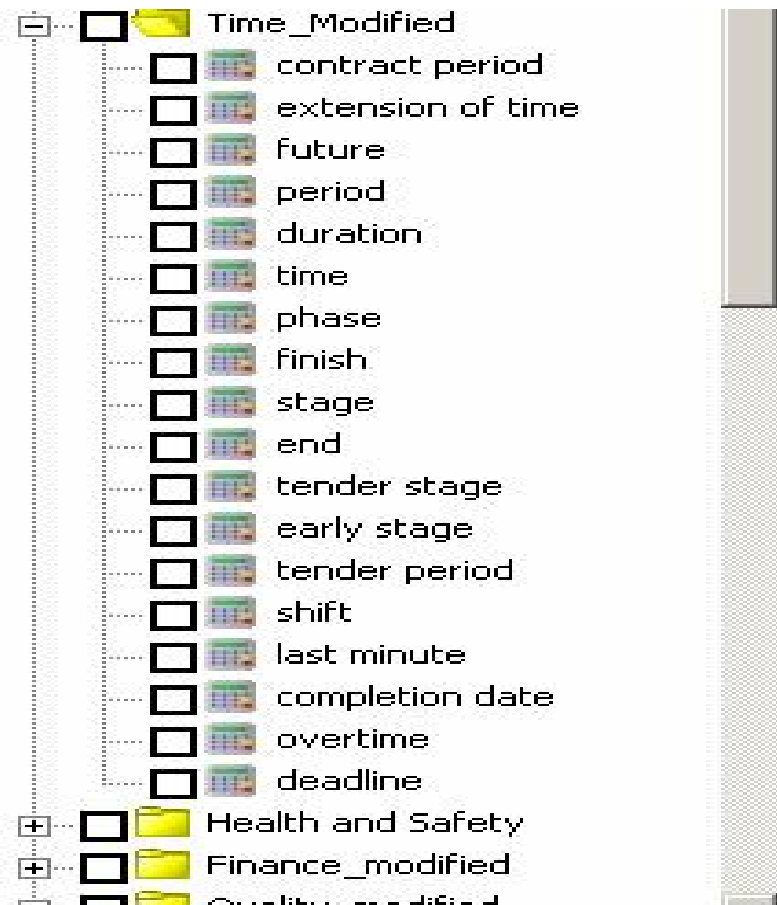 Time_Modified
contract period
extension of time
future
period
duration
time
phase
finish
stage
end
tender stage
early stage
tender period
shift
last minute
completion date
overtime
deadline
Health and Safety
Finance_modified
Quality_modified